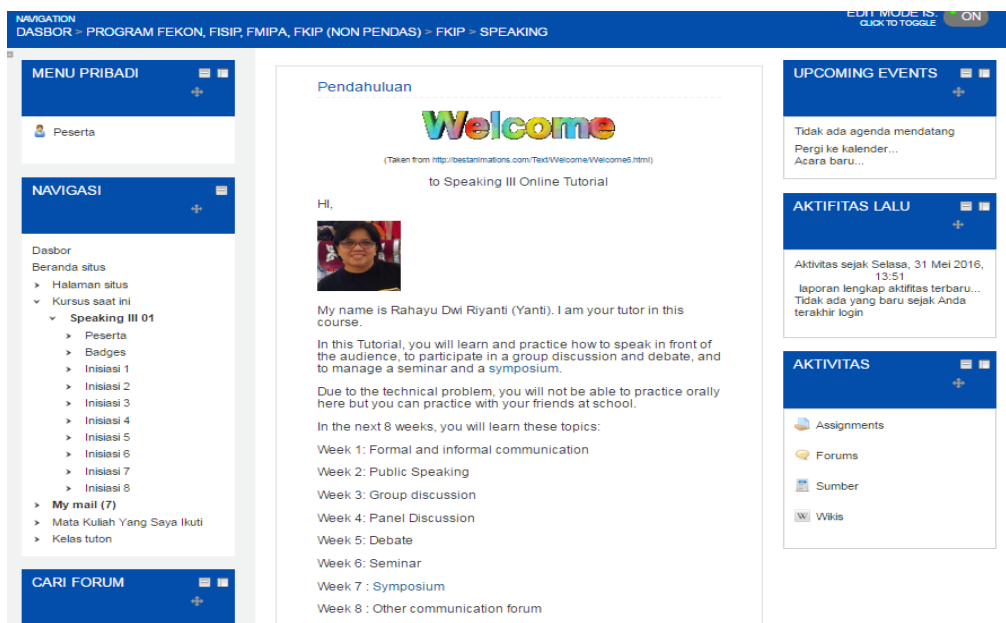 NAVIGATION
DASBOR > PROGRAM FEKON, FISIP, FMIPA, FKIP (NON PENDAS) > FKIP > SPEAKING
EDIT MODE IS:
CLICK TO TOGGLE
ON
MENU PRIBADI
Peserta
NAVIGASI
Dasbor
Beranda situs
Halaman situs
Kursus saat ini
Speaking III 01
Peserta
Badges
Inisiasi 1
Inisiasi 2
Inisiasi 3
Inisiasi 4
Inisiasi 5
Inisiasi 6
Inisiasi 7
Inisiasi 8
My mail (7)
Mata Kuliah Yang Saya Ikuti
Kelas tuton
CARI FORUM
Pendahuluan
Welcome
(Taken from http://bestanimations.com/Text/Welcome/Welcome6.html)
to Speaking III Online Tutorial
HI,
My name is Rahayu Dwi Riyanti (Yanti). I am your tutor in this
course.
In this Tutorial, you will learn and practice how to speak in front of
the audience, to participate in a group discussion and debate, and
to manage a seminar and a symposium.
Due to the technical problem, you will not be able to practice orally
here but you can practice with your friends at school.
In the next 8 weeks, you will learn these topics:
Week 1: Formal and informal communication
Week 2: Public Speaking
Week 3: Group discussion
Week 4: Panel Discussion
Week 5: Debate
Week 6: Seminar
Week 7 : Symposium
Week 8 : Other communication forum
UPCOMING EVENTS
Tidak ada agenda mendatang
Pergi ke kalender...
Acara baru...
AKTIFITAS LALU
Aktivitas sejak Selasa, 31 Mei 2016,
13:51
laporan lengkap aktifitas terbaru...
Tidak ada yang baru sejak Anda
terakhir login
AKTIVITAS
Assignments
Forums
Sumber
W Wikis